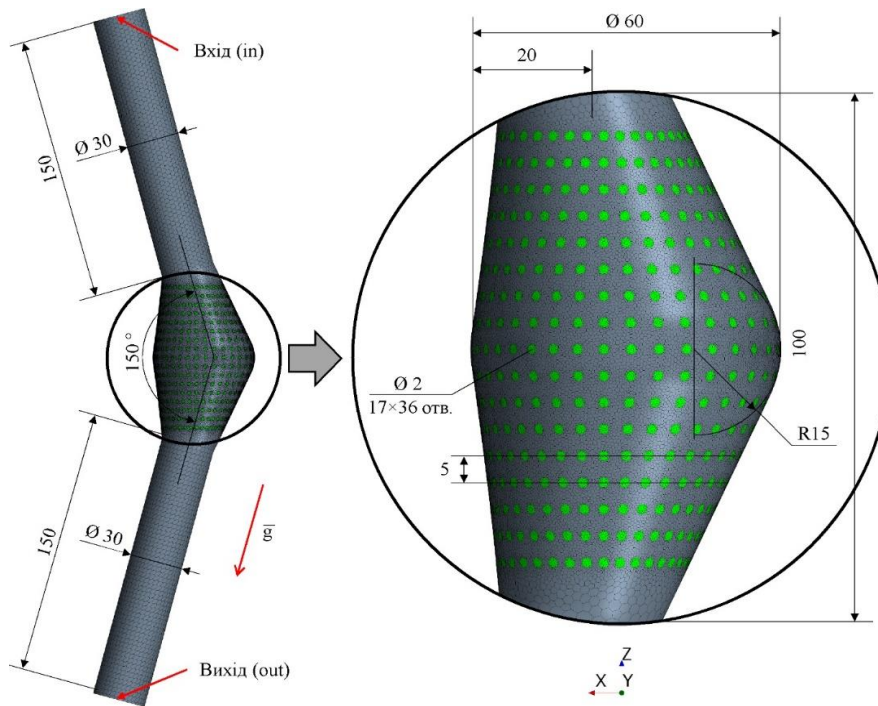 Вхід (in)
150
Ø 30
150 °
150
Ø 30
g
Вихід (out)
Ø 60
20
100
Ø 2
17×36 отв.
R15
5
Z
X
Y